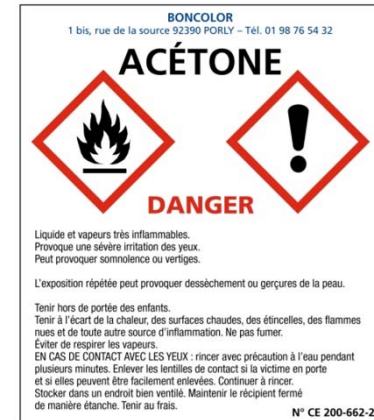 BONCOLOR
1 bis, rue de la source 92390 PORLY – Tél. 01 98 76 54 32
ACÉTONE
DANGER
Liquide et vapeurs très inflammables.
Provoque une sévère irritation des yeux.
Peut provoquer somnolence ou vertiges.
L'exposition répétée peut provoquer dessèchement ou gerçures de la peau.
Tenir hors de portée des enfants.
Tenir à l'écart de la chaleur, des surfaces chaudes, des étincelles, des flammes
nues et de toute autre source d'inflammation. Ne pas fumer.
Éviter de respirer les vapeurs.
EN CAS DE CONTACT AVEC LES YEUX : rincer avec précaution à l'eau pendant
plusieurs minutes. Enlever les lentilles de contact si la victime en porte
et si elles peuvent être facilement enlevées. Continuer à rincer.
Stocker dans un endroit bien ventilé. Maintenir le récipient fermé
de manière étanche. Tenir au frais.
N° CE 200-662-2